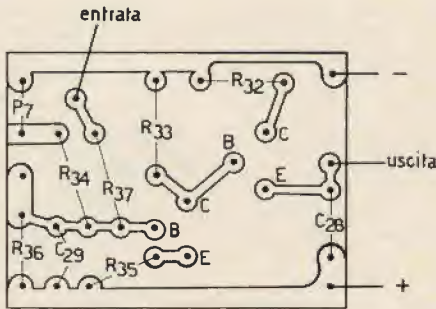 entrata
R32
P7
R33
B
C
E
uscita
R34
R37
C
C28
B
R36
C29
R35
E
−
+